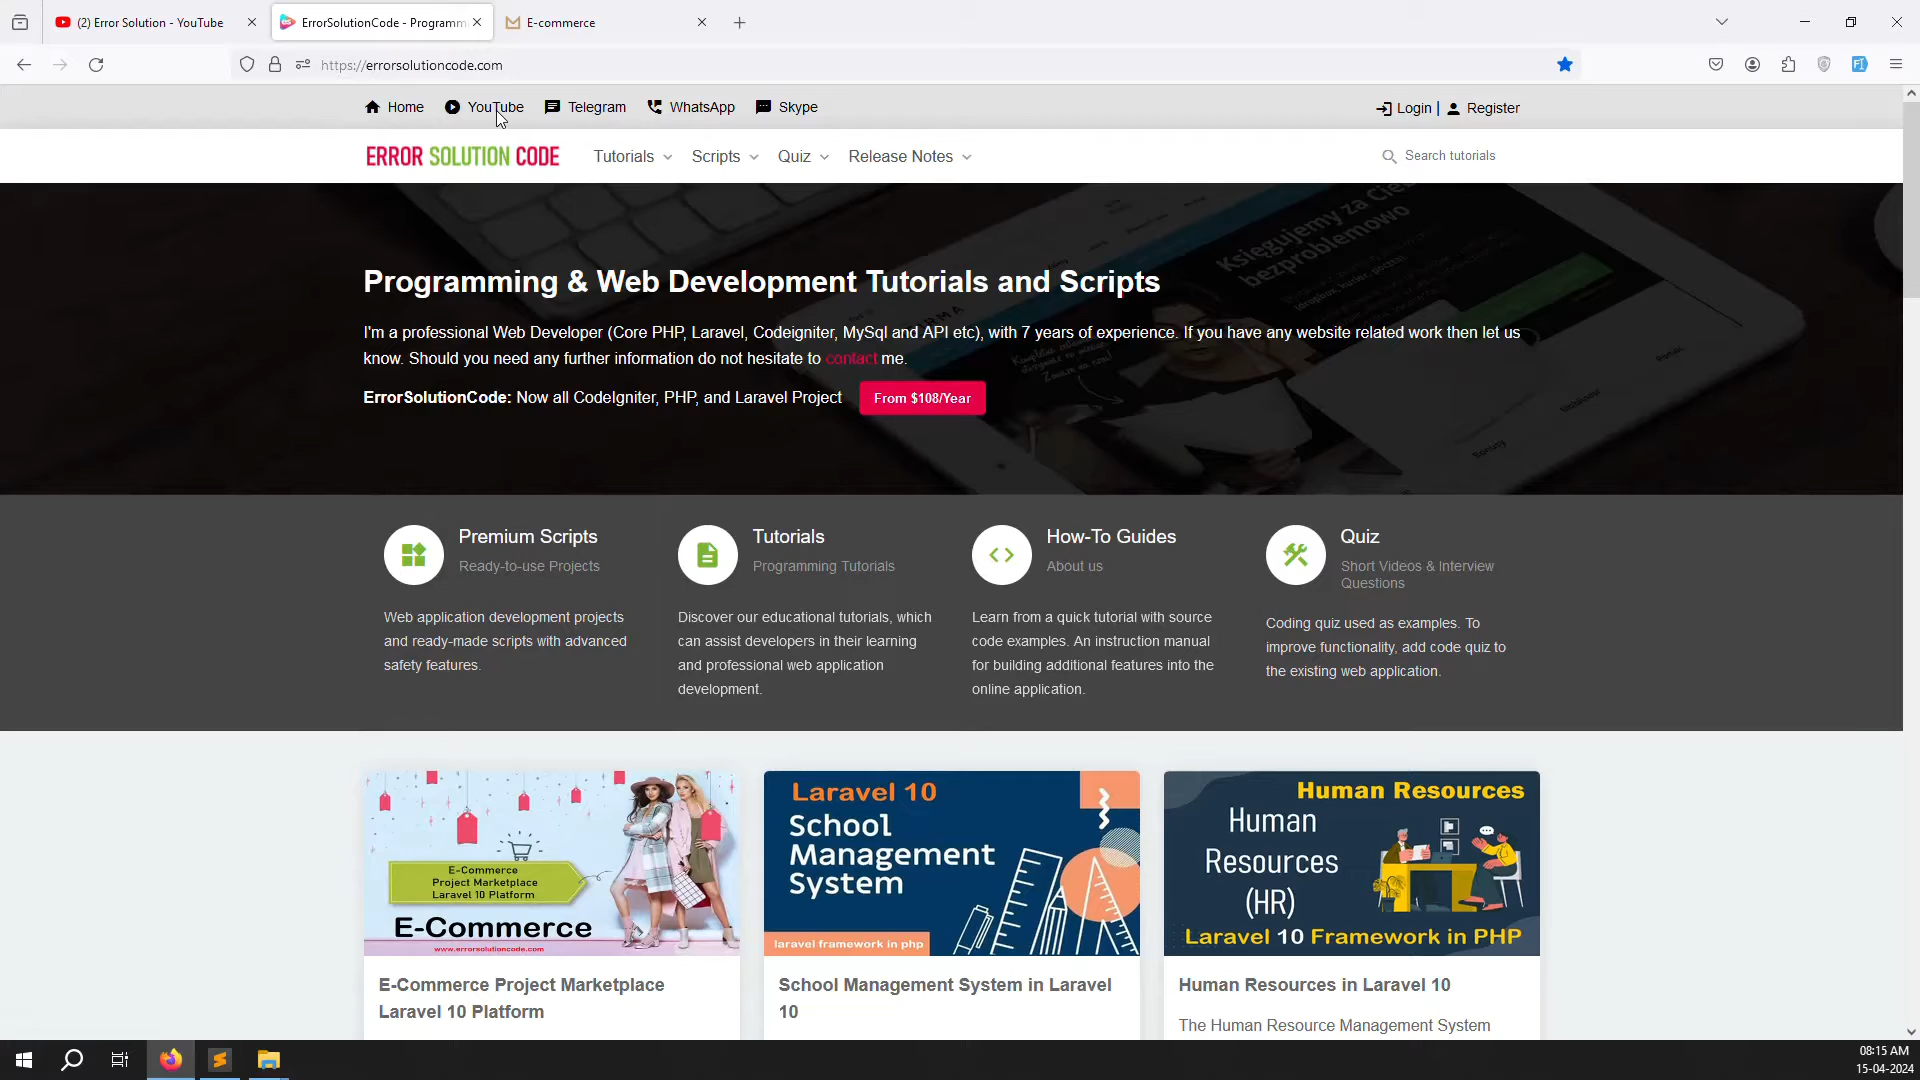 (2) Error Solution - YouTube
ErrorSolutionCode - Programm
E-commerce
https://errorsolutioncode.com
Home
YouTube
Telegram
WhatsApp
Skype
Login |
Register
ERROR SOLUTION CODE
Tutorials
Scripts
Quiz
Release Notes
Search tutorials
Księgujemy za Cie
bezproblemowo
Programming & Web Development Tutorials and Scripts
I'm a professional Web Developer (Core PHP, Laravel, Codeigniter, MySql and API etc), with 7 years of experience. If you have any website related work then let us
know. Should you need any further information do not hesitate to contact me.
ErrorSolutionCode: Now all CodeIgniter, PHP, and Laravel Project
From $108/Year
Premium Scripts
Ready-to-use Projects
Web application development projects
and ready-made scripts with advanced
safety features.
Tutorials
Programming Tutorials
Discover our educational tutorials, which
can assist developers in their learning
and professional web application
development.
How-To Guides
About us
Learn from a quick tutorial with source
code examples. An instruction manual
for building additional features into the
online application.
Quiz
Short Videos & Interview
Questions
Coding quiz used as examples. To
improve functionality, add code quiz to
the existing web application.
E-Commerce
Project Marketplace
Laravel 10 Platform
E-Commerce
www.errorsolutioncode.com
Laravel 10
School
Management
System
laravel framework in php
Human Resources
Human
Resources
(HR)
Laravel 10 Framework in PHP
E-Commerce Project Marketplace
Laravel 10 Platform
School Management System in Laravel
10
Human Resources in Laravel 10
The Human Resource Management System
08:15 AM
15-04-2024